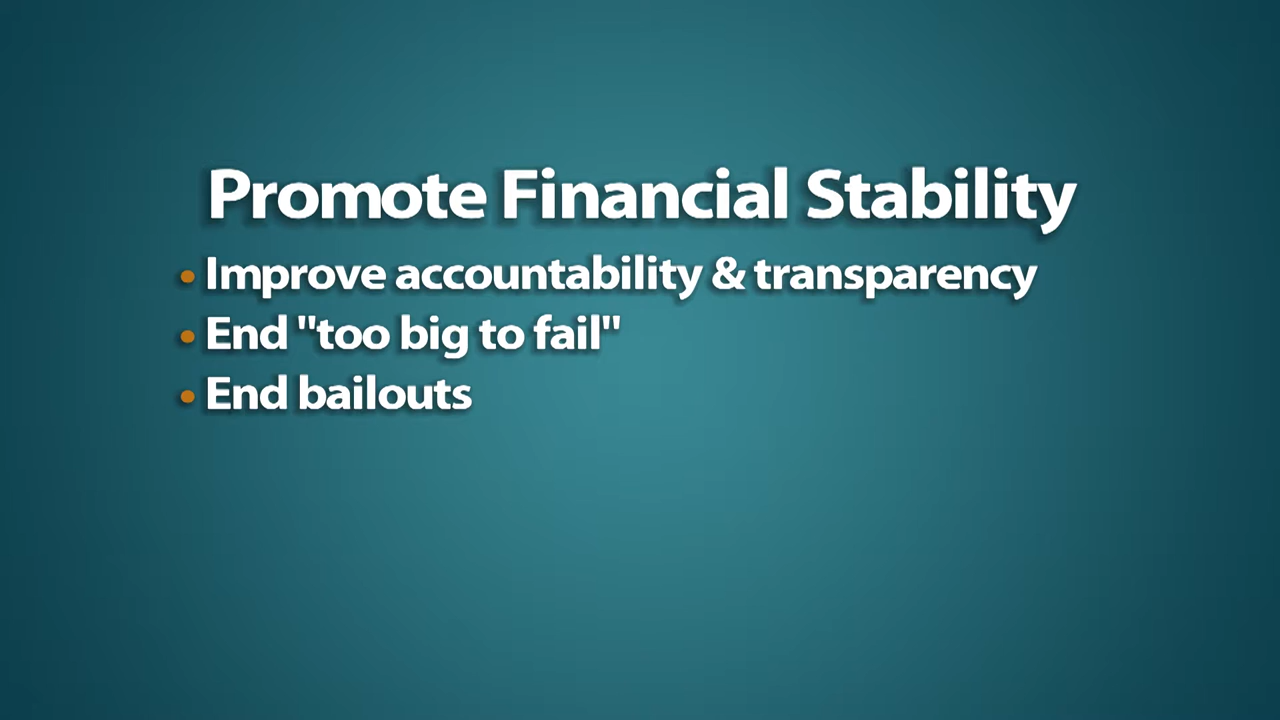 Promote Financial Stability
• Improve accountability & transparency
• End "too big to fail"
• End bailouts